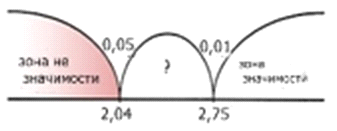 0,05
0,01
зона не
значимости
?
зона
значимости
2,04
2,75